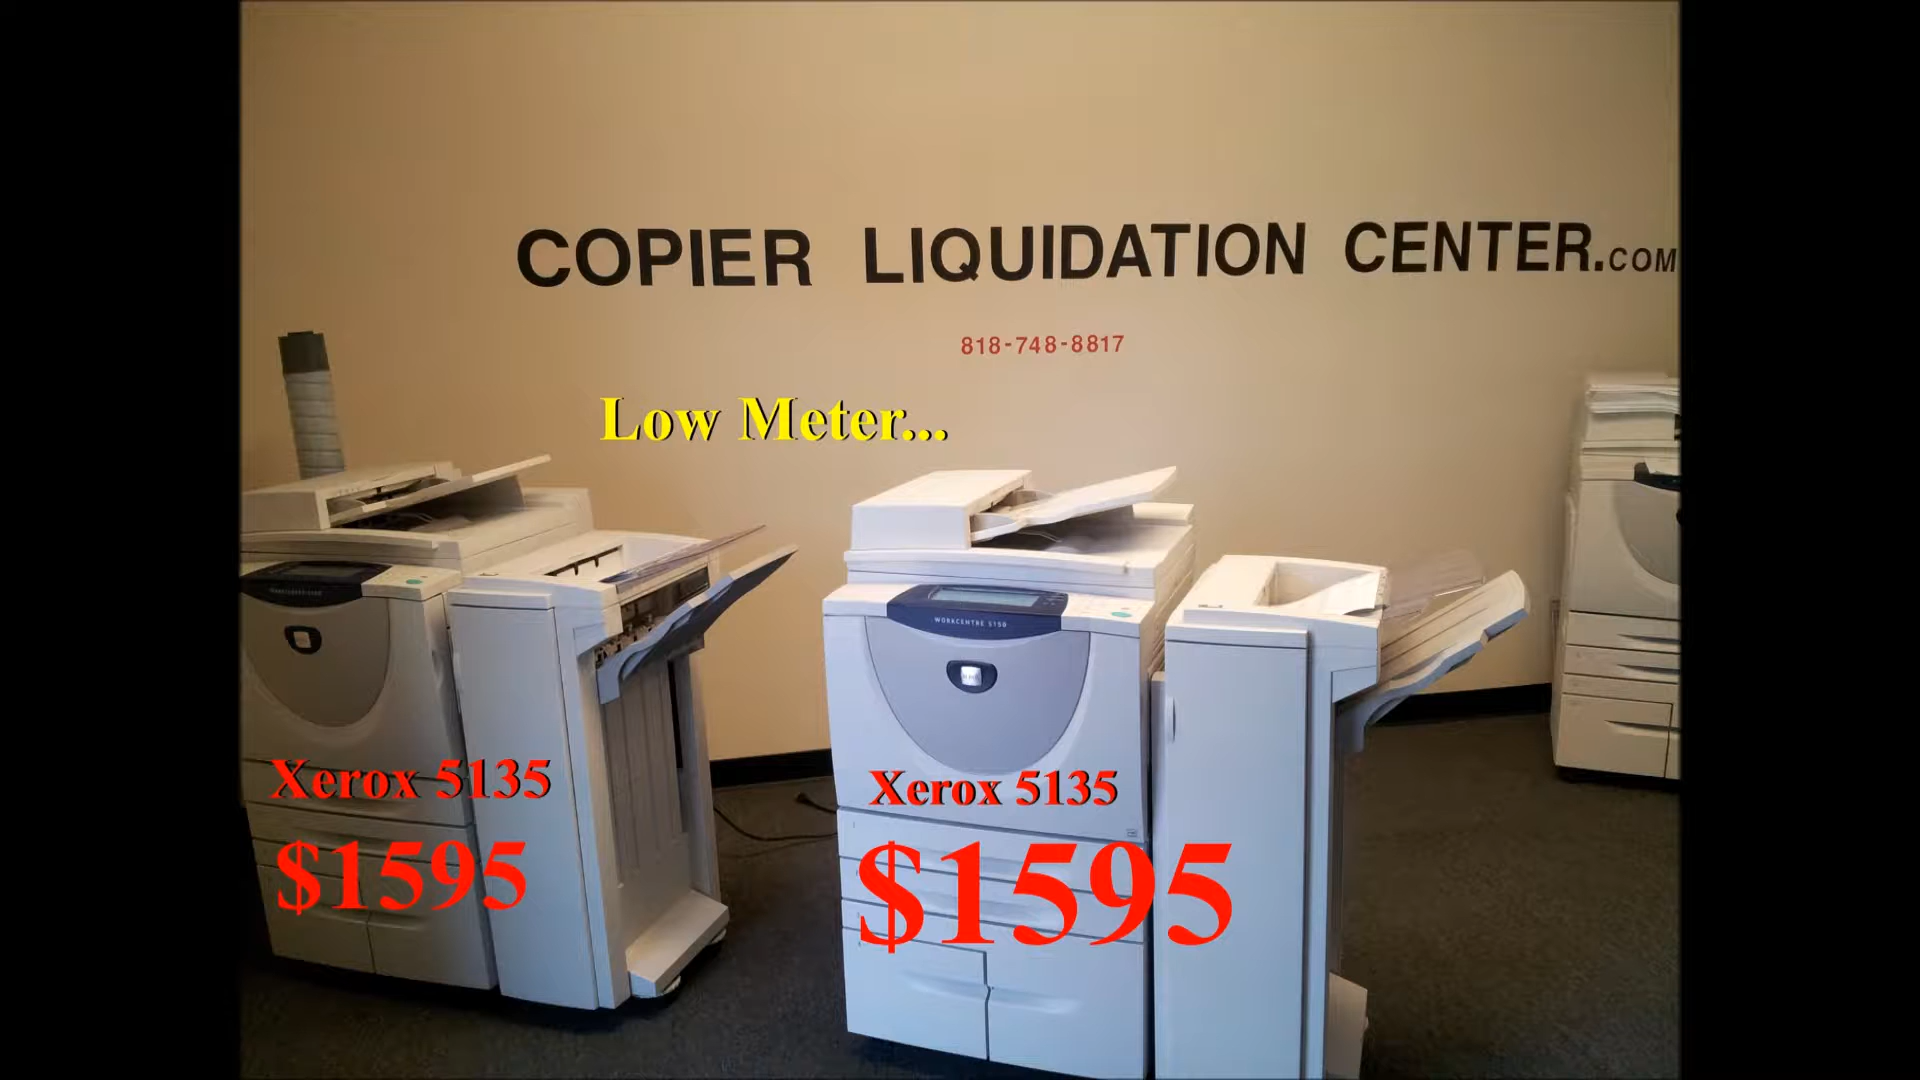 COPIER LIQUIDATION CENTER.COM
818-748-8817
Low Meter...
WORKCENTRE 5150
Xerox 5135
$1595
Xerox 5135
$1595